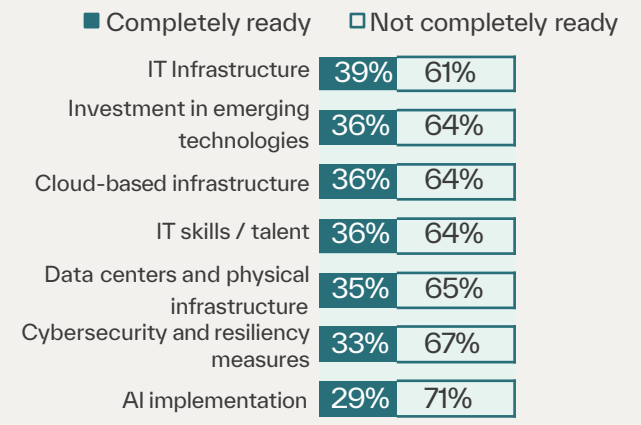 Completely ready Not completely ready
IT Infrastructure 39% 61%
Investment in emerging
technologies 36% 64%
Cloud-based infrastructure 36% 64%
IT skills / talent 36% 64%
Data centers and physical
infrastructure 35% 65%
Cybersecurity and resiliency
measures 33% 67%
AI implementation 29% 71%